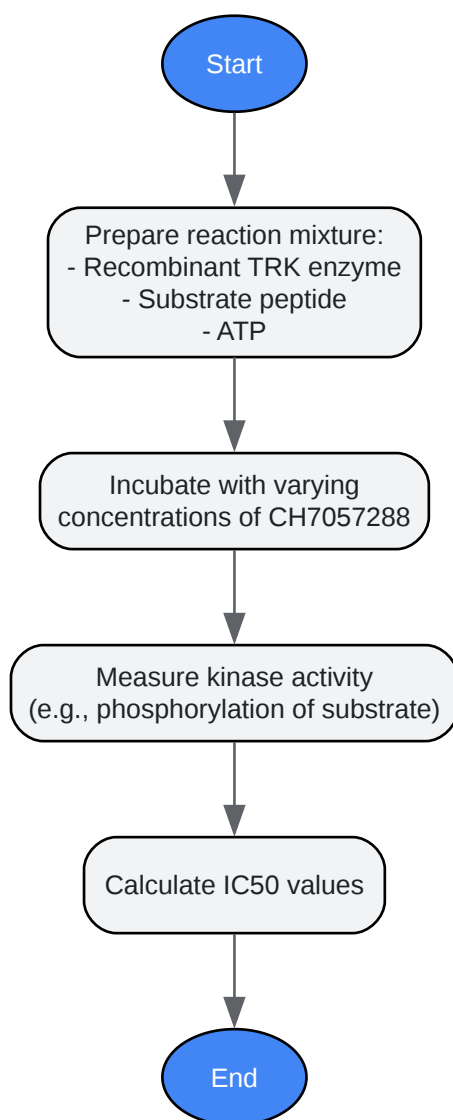 Start
Prepare reaction mixture:
- Recombinant TRK enzyme
- Substrate peptide
- ATP
Incubate with varying
concentrations of CH7057288
Measure kinase activity
(e.g., phosphorylation of substrate)
Calculate IC50 values
End